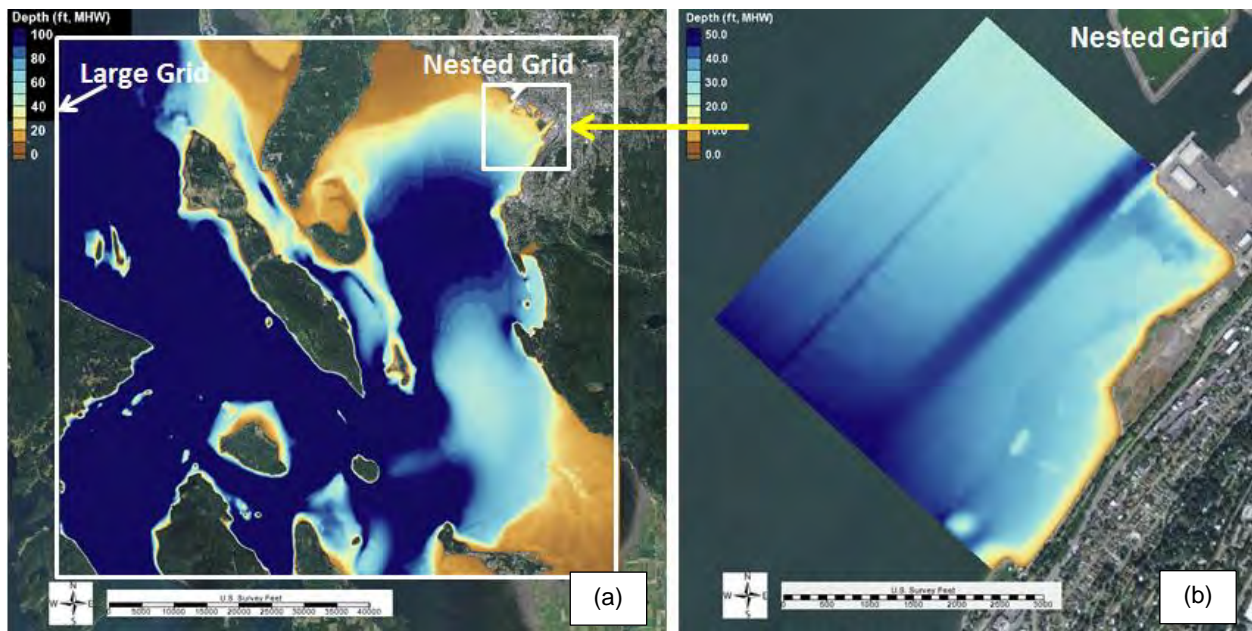 Depth (ft, MHW)
100
80
60
40
20
0
Large Grid
Nested Grid
N
W E
S
U.S. Survey Feet
0 5000 10000 15000 20000 25000 30000 35000 40000
(a)
Depth (ft, MHW)
50.0
40.0
30.0
20.0
10.0
0.0
Nested Grid
N
W E
S
U.S. Survey Feet
0 500 1000 1500 2000 2500 3000
(b)